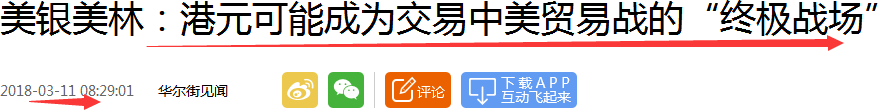 美银美林：港元可能成为交易中美贸易战的“终极战场”
2018-03-11 08:29:01 华尔街见闻 评论 下载APP
互动飞起来